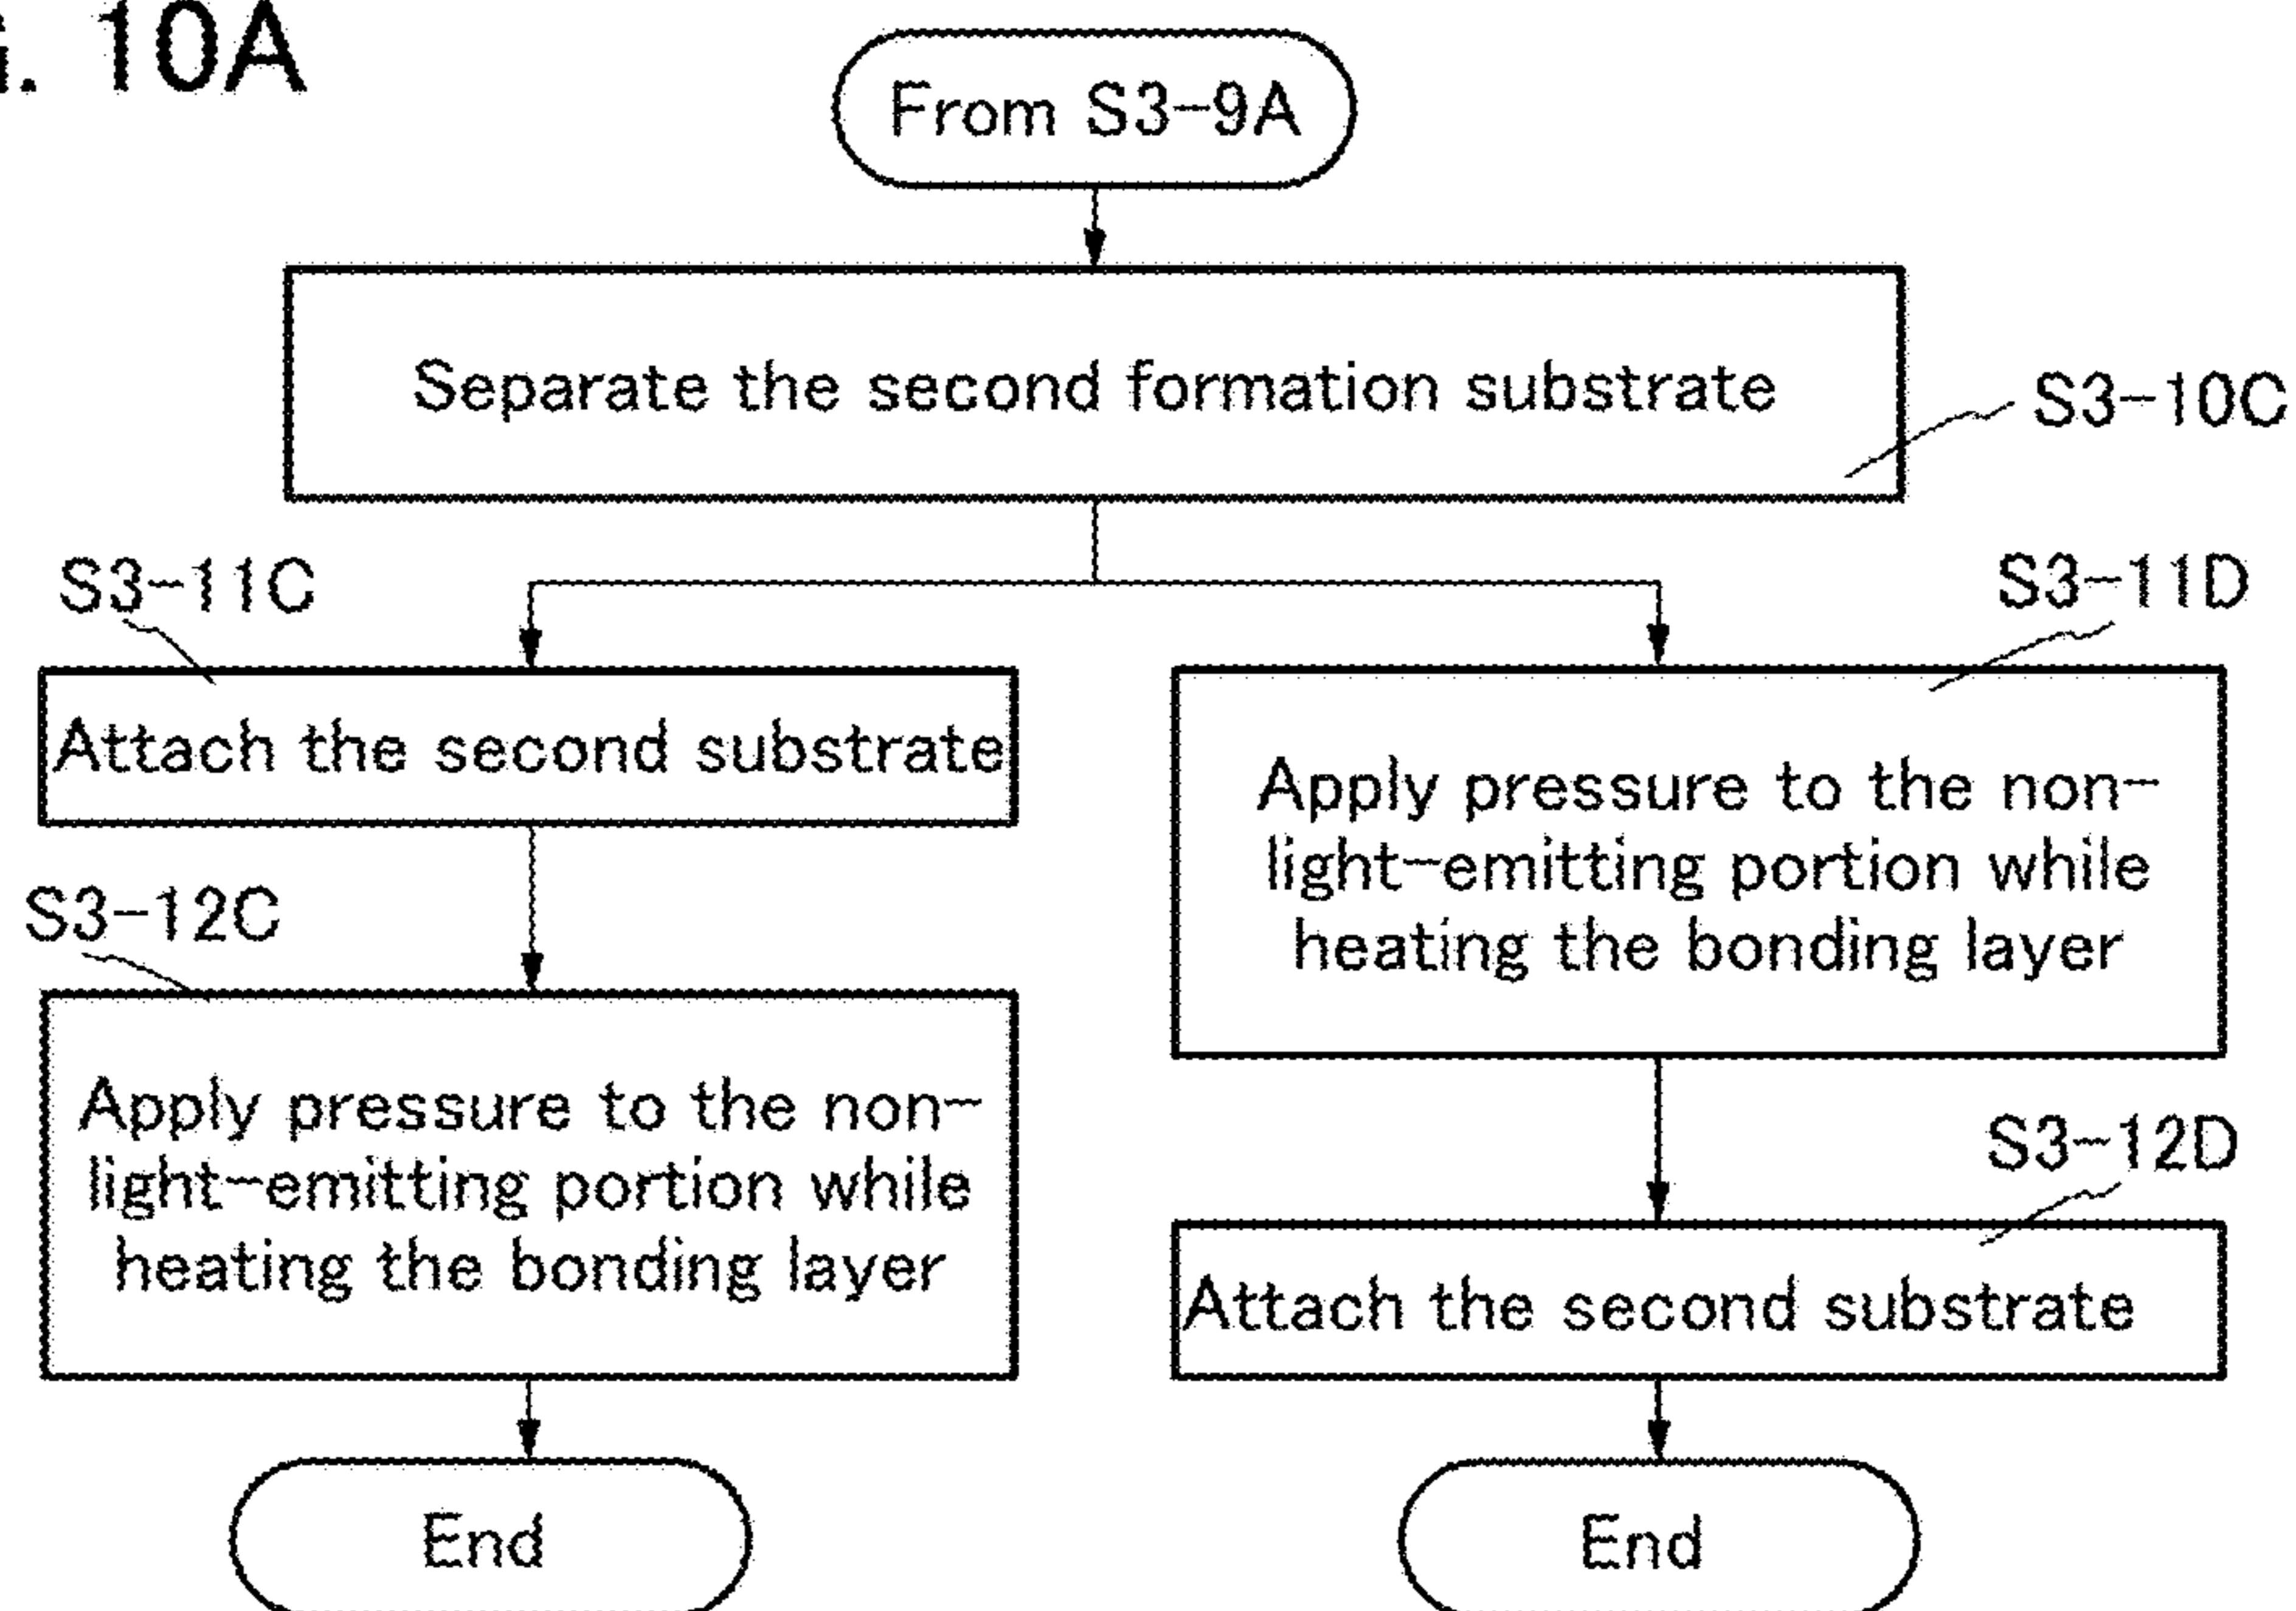 . 10A
From S3-9A
Separate the second formation substrate
S3-10C
S3-11C
Attach the second substrate
S3-12C
Apply pressure to the non-
light-emitting portion while
heating the bonding layer
End
S3-11D
Apply pressure to the non-
light-emitting portion while
heating the bonding layer
S3-12D
Attach the second substrate
End